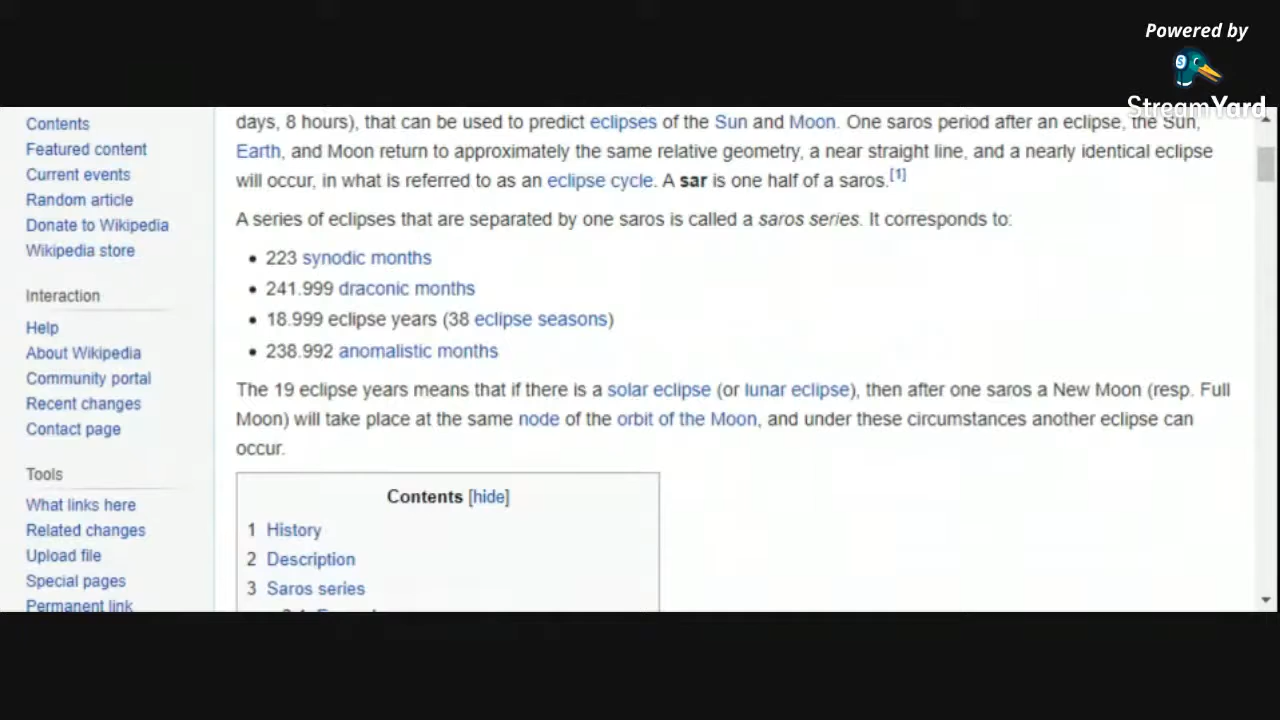 Powered by
StreamYard
Contents
Featured content
Current events
Random article
Donate to Wikipedia
Wikipedia store
Interaction
Help
About Wikipedia
Community portal
Recent changes
Contact page
Tools
What links here
Related changes
Upload file
Special pages
Permanent link
days, 8 hours), that can be used to predict eclipses of the Sun and Moon. One saros period after an eclipse, the Sun,
Earth, and Moon return to approximately the same relative geometry, a near straight line, and a nearly identical eclipse
will occur, in what is referred to as an eclipse cycle. A sar is one half of a saros.[1]
A series of eclipses that are separated by one saros is called a saros series. It corresponds to:
• 223 synodic months
• 241.999 draconic months
• 18.999 eclipse years (38 eclipse seasons)
• 238.992 anomalistic months
The 19 eclipse years means that if there is a solar eclipse (or lunar eclipse), then after one saros a New Moon (resp. Full
Moon) will take place at the same node of the orbit of the Moon, and under these circumstances another eclipse can
occur.
Contents [hide]
1 History
2 Description
3 Saros series